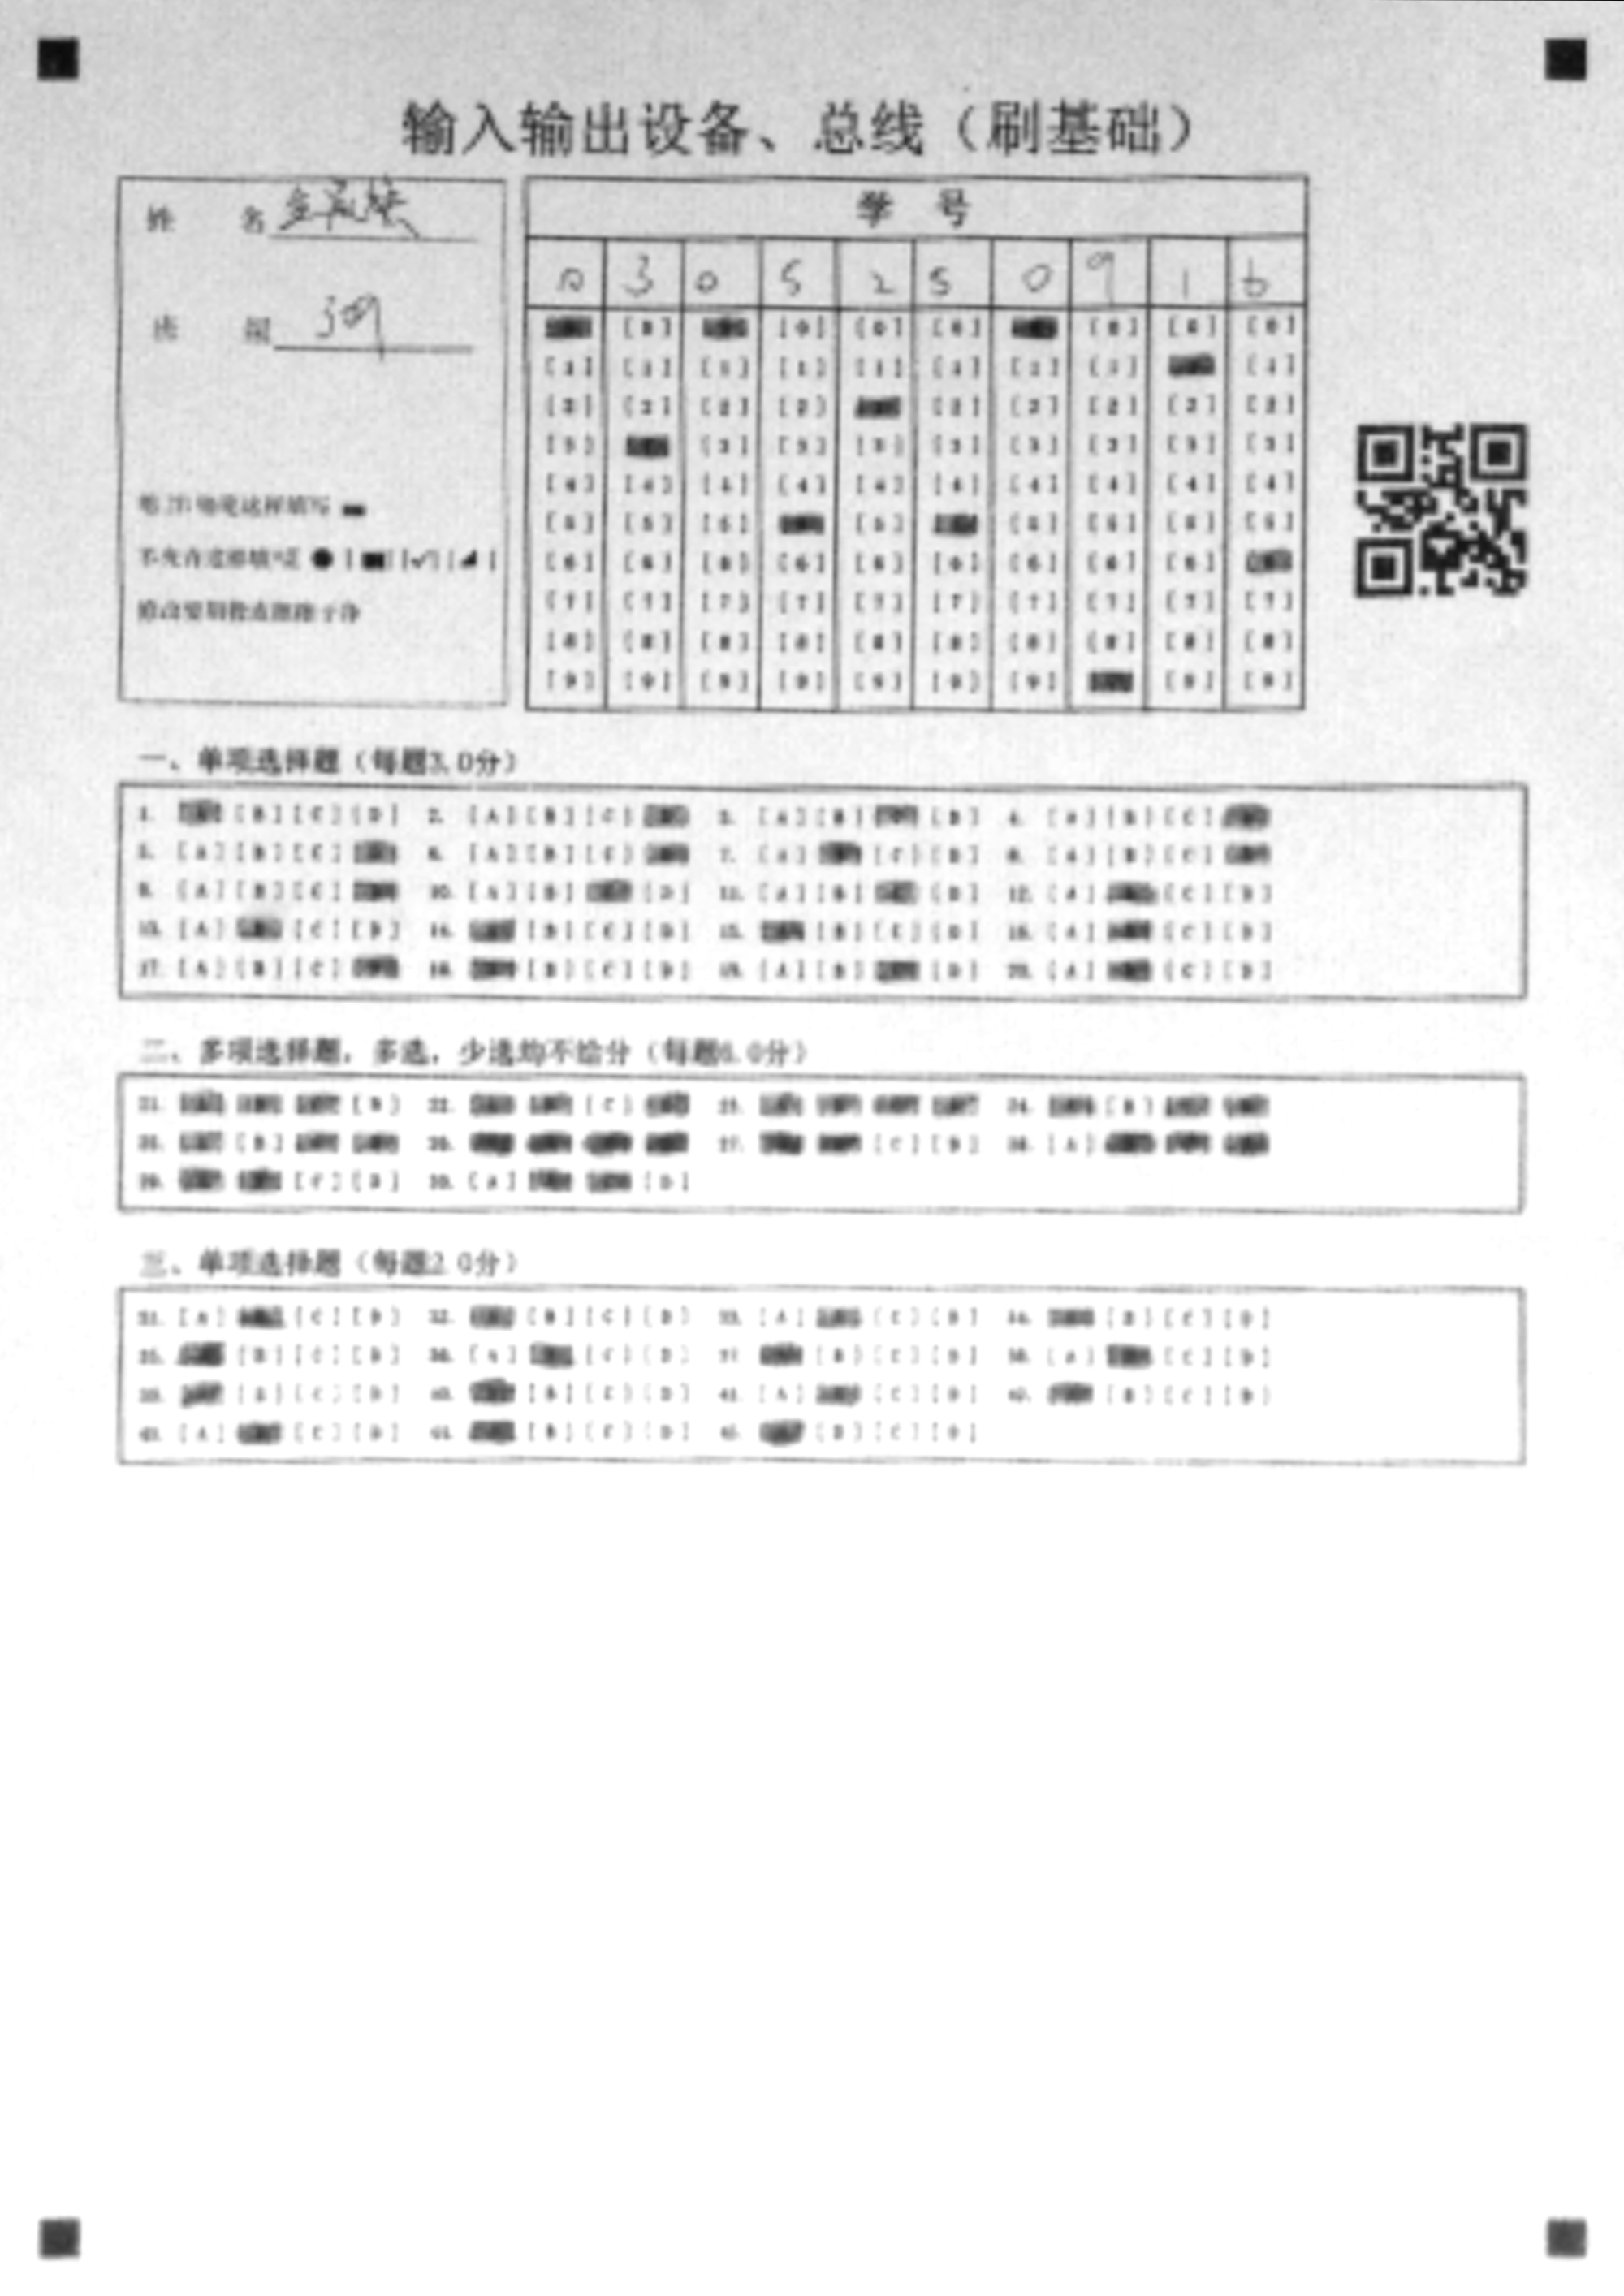 输入输出设备、总线（刷基础）
姓 名
班 级 309
学 号
0 3 0 5 2 5 0 9 1 6
[0] [0] [0] [0] [0] [0] [0]
[1] [1] [1] [1] [1] [1] [1] [1] [1]
[2] [2] [2] [2] [2] [2] [2] [2] [2]
[3] [3] [3] [3] [3] [3] [3] [3] [3]
[4] [4] [4] [4] [4] [4] [4] [4] [4] [4]
[5] [5] [5] [5] [5] [5] [5] [5]
[6] [6] [6] [6] [6] [6] [6] [6] [6]
[7] [7] [7] [7] [7] [7] [7] [7] [7] [7]
[8] [8] [8] [8] [8] [8] [8] [8] [8] [8]
[9] [9] [9] [9] [9] [9] [9] [9] [9]
一、单项选择题（每题3.0分）
1. [B] [C] [D] 2. [A] [B] [C] 3. [A] [B] [D] 4. [A] [B] [C]
5. [A] [B] [C] 6. [A] [B] [C] 7. [A] [C] [D] 8. [A] [B] [C]
9. [A] [B] [C] 10. [A] [B] [D] 11. [A] [B] [D] 12. [A] [C] [D]
13. [A] [C] [D] 14. [B] [C] [D] 15. [B] [C] [D] 16. [A] [C] [D]
17. [A] [B] [C] 18. [B] [C] [D] 19. [A] [B] [D] 20. [A] [C] [D]
二、多项选择题，多选，少选均不给分（每题6.0分）
21. [D] 22. [C] 23. 24. [B]
25. [B] 26. 27. [C] [D] 28. [A]
29. [C] [D] 30. [A] [D]
三、单项选择题（每题2.0分）
31. [A] [C] [D] 32. [B] [C] [D] 33. [A] [C] [D] 34. [B] [C] [D]
35. [B] [C] [D] 36. [A] [C] [D] 37. [B] [C] [D] 38. [A] [C] [D]
39. [B] [C] [D] 40. [B] [C] [D] 41. [A] [C] [D] 42. [B] [C] [D]
43. [A] [C] [D] 44. [B] [C] [D] 45. [B] [C] [D]